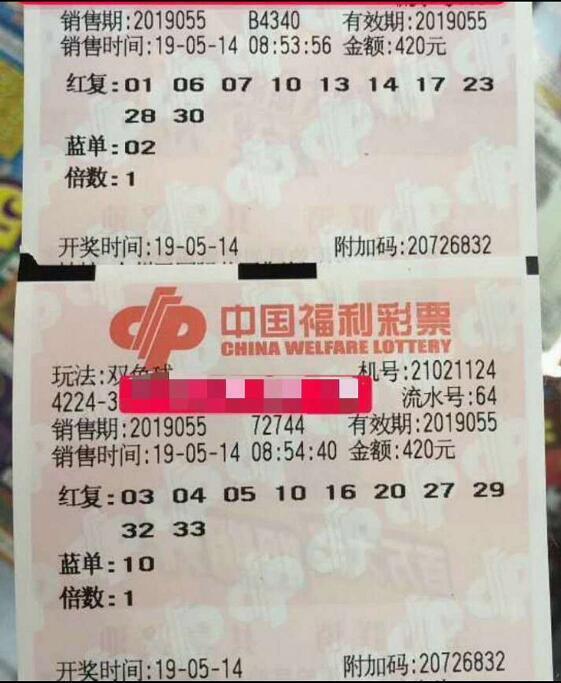 销售期:2019055 B4340 有效期:2019055
销售时间:19-05-14 08:53:56 金额:420元
红复:01 06 07 10 13 14 17 23
28 30
蓝单:02
倍数:1
开奖时间:19-05-14 附加码:20726832
中国福利彩票
CHINA WELFARE LOTTERY
玩法:双色球 机号:21021124
4224-3 流水号:64
销售期:2019055 72744 有效期:2019055
销售时间:19-05-14 08:54:40 金额:420元
红复:03 04 05 10 16 20 27 29
32 33
蓝单:10
倍数:1
开奖时间:19-05-14 附加码:20726832